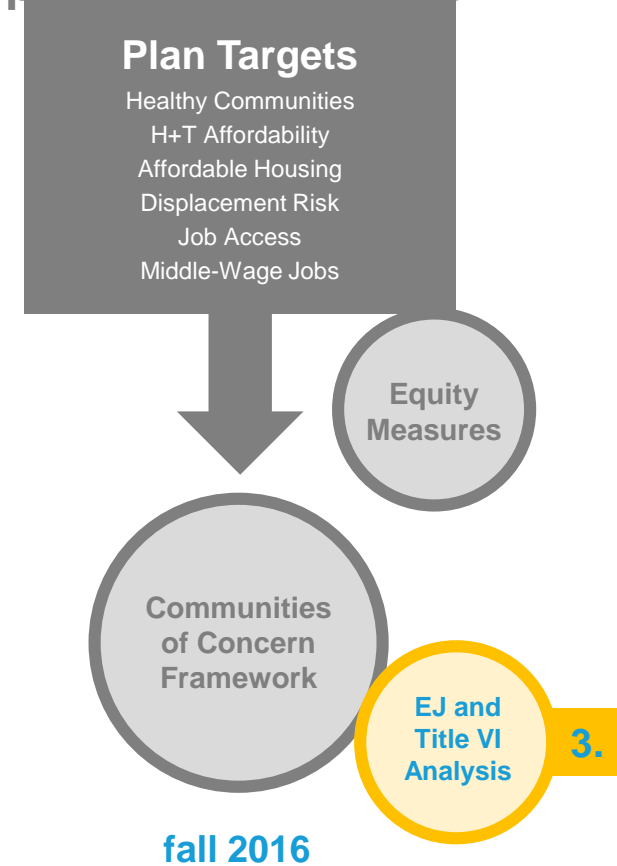 Plan Targets
Healthy Communities
H+T Affordability
Affordable Housing
Displacement Risk
Job Access
Middle-Wage Jobs
Equity
Measures
Communities
of Concern
Framework
EJ and
Title VI
Analysis
3.
fall 2016